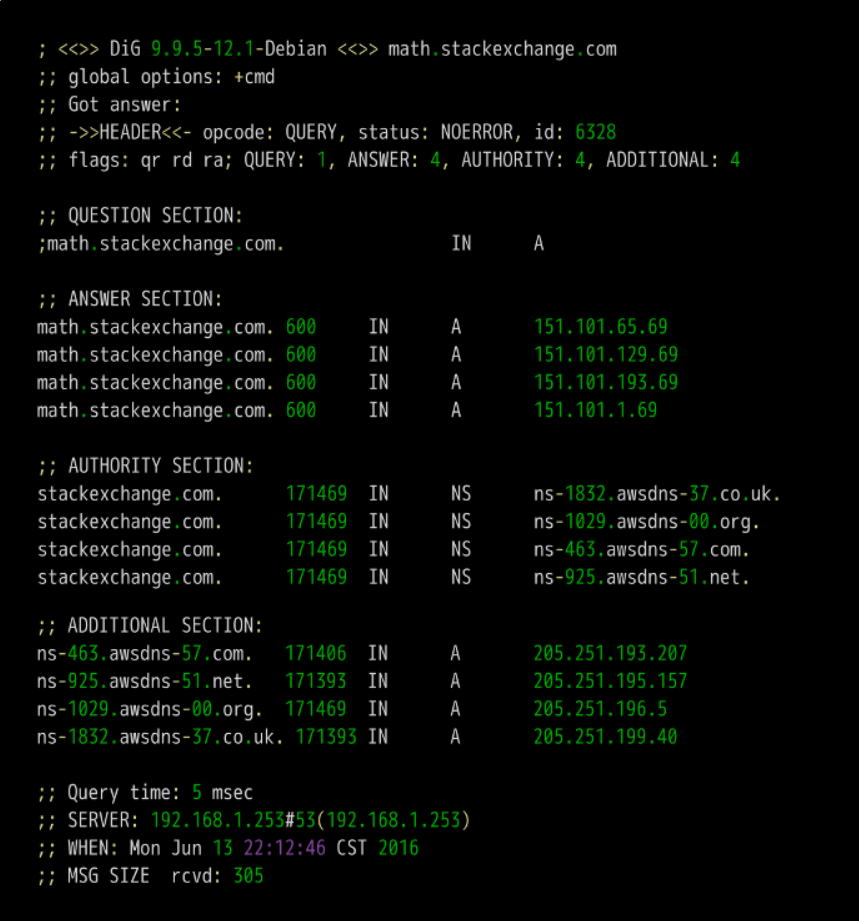 ; <<>> DiG 9.9.5-12.1-Debian <<>> math.stackexchange.com
;; global options: +cmd
;; Got answer:
;; ->>HEADER<<- opcode: QUERY, status: NOERROR, id: 6328
;; flags: qr rd ra; QUERY: 1, ANSWER: 4, AUTHORITY: 4, ADDITIONAL: 4
;; QUESTION SECTION:
;math.stackexchange.com. IN A
;; ANSWER SECTION:
math.stackexchange.com. 600 IN A 151.101.65.69
math.stackexchange.com. 600 IN A 151.101.129.69
math.stackexchange.com. 600 IN A 151.101.193.69
math.stackexchange.com. 600 IN A 151.101.1.69
;; AUTHORITY SECTION:
stackexchange.com. 171469 IN NS ns-1832.awsdns-37.co.uk.
stackexchange.com. 171469 IN NS ns-1029.awsdns-00.org.
stackexchange.com. 171469 IN NS ns-463.awsdns-57.com.
stackexchange.com. 171469 IN NS ns-925.awsdns-51.net.
;; ADDITIONAL SECTION:
ns-463.awsdns-57.com. 171406 IN A 205.251.193.207
ns-925.awsdns-51.net. 171393 IN A 205.251.195.157
ns-1029.awsdns-00.org. 171469 IN A 205.251.196.5
ns-1832.awsdns-37.co.uk. 171393 IN A 205.251.199.40
;; Query time: 5 msec
;; SERVER: 192.168.1.253#53(192.168.1.253)
;; WHEN: Mon Jun 13 22:12:46 CST 2016
;; MSG SIZE rcvd: 305